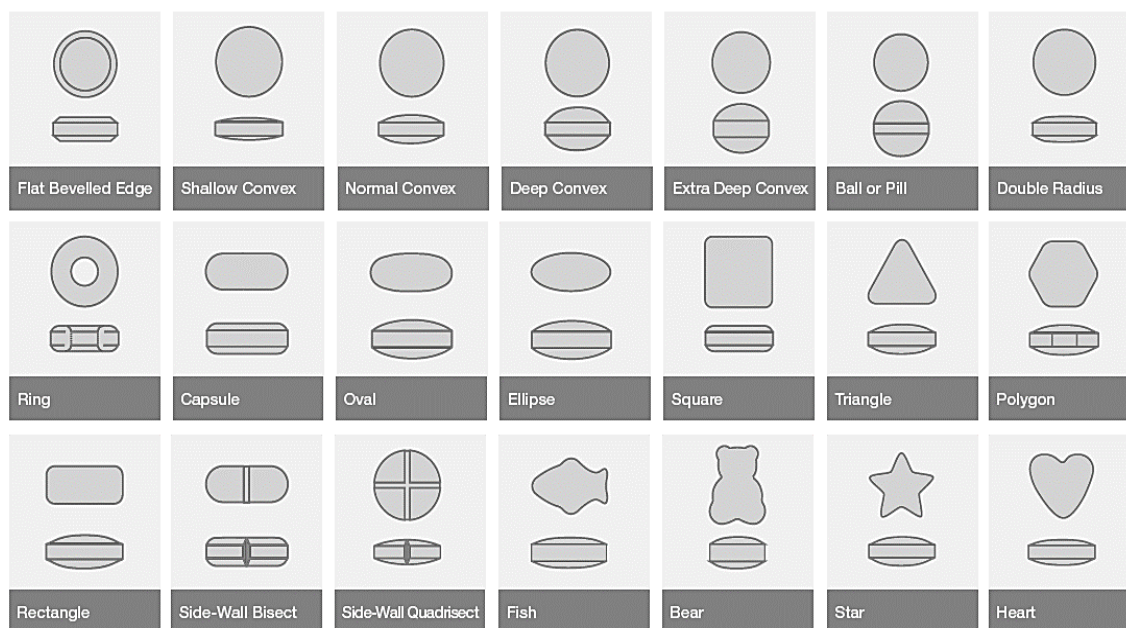 Flat Bevelled Edge
Shallow Convex
Normal Convex
Deep Convex
Extra Deep Convex
Ball or Pill
Double Radius
Ring
Capsule
Oval
Ellipse
Square
Triangle
Polygon
Rectangle
Side-Wall Bisect
Side-Wall Quadrisect
Fish
Bear
Star
Heart